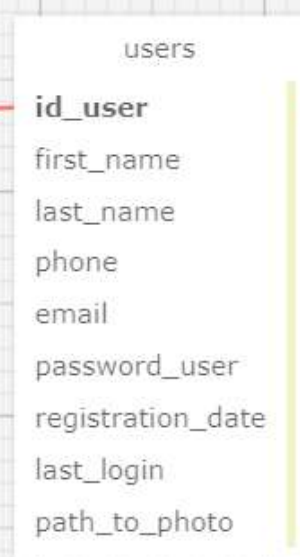 users
id_user
first_name
last_name
phone
email
password_user
registration_date
last_login
path_to_photo